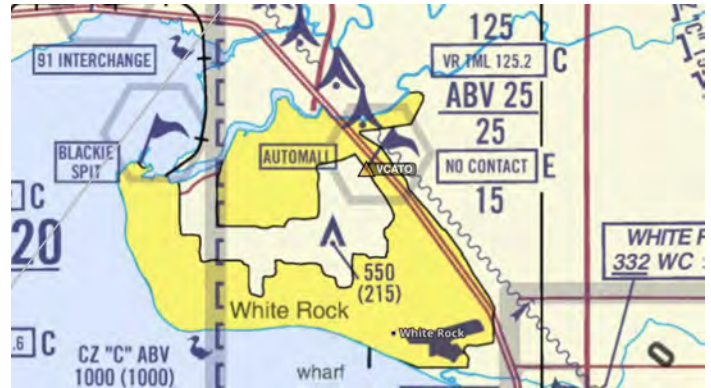 125
91 INTERCHANGE
VR TML 125.2 C
ABV 25
25
BLACKIE
SPIT
AUTOMALL
VCATO
NO CONTACT E
15
C
20
550
(215)
WHITE
332 WC
White Rock
White Rock
.6 C
CZ "C" ABV
1000 (1000)
wharf
0